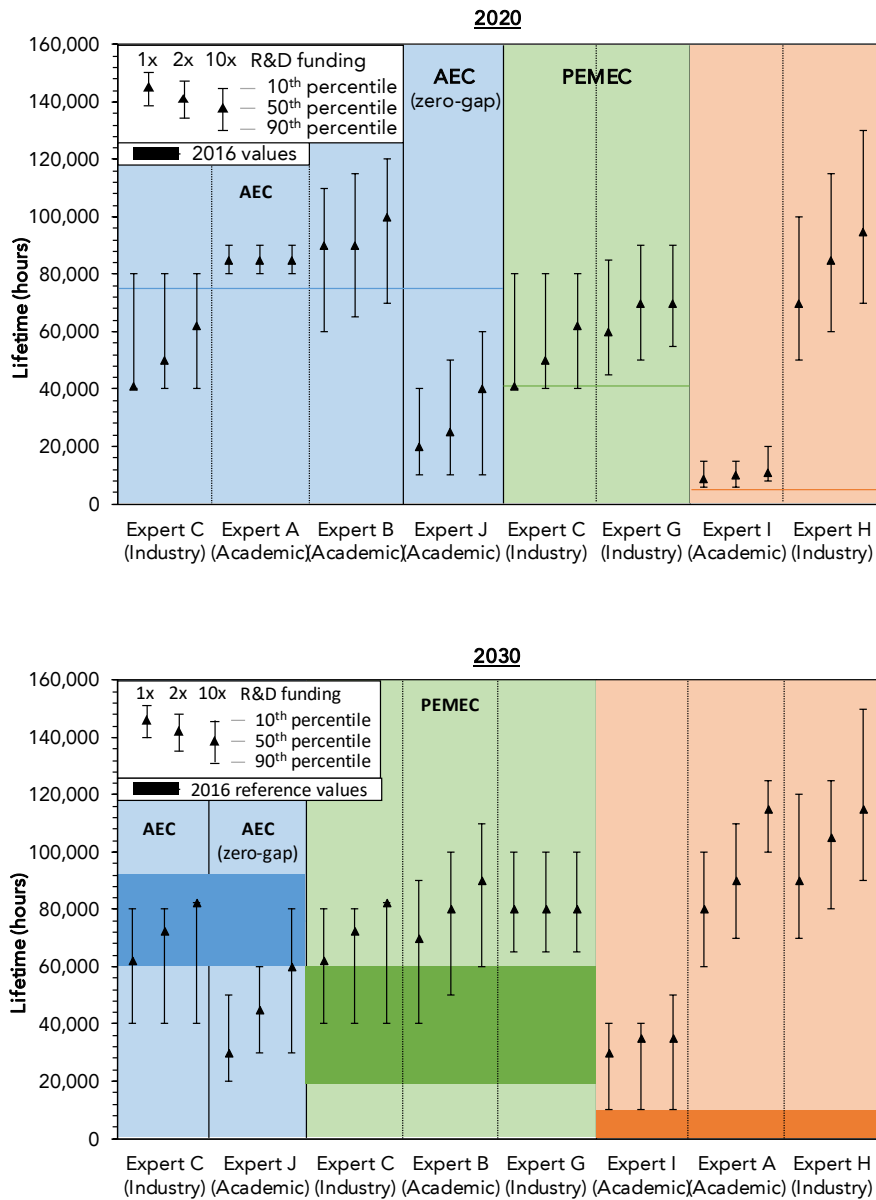 2020
160,000
140,000
120,000
100,000
80,000
60,000
40,000
20,000
0
Lifetime (hours)
1x 2x 10x R&D funding
10th percentile
50th percentile
90th percentile
2016 values
AEC
AEC
(zero-gap)
PEMEC
Expert C Expert A Expert B Expert J Expert C Expert G Expert I Expert H
(Industry) (Academic) (Academic) (Academic) (Industry) (Industry) (Academic) (Industry)
2030
160,000
140,000
120,000
100,000
80,000
60,000
40,000
20,000
0
Lifetime (hours)
1x 2x 10x R&D funding
10th percentile
50th percentile
90th percentile
2016 reference values
AEC
AEC
(zero-gap)
PEMEC
Expert C Expert J Expert C Expert B Expert G Expert I Expert A Expert H
(Industry) (Academic) (Industry) (Academic) (Industry) (Academic) (Academic) (Industry)